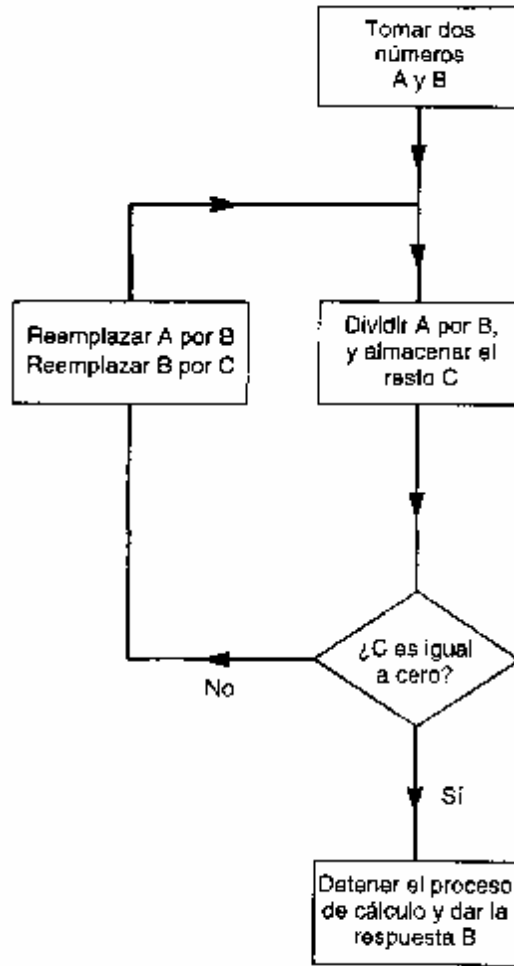 Tomar dos
números
A y B
Reemplazar A por B
Reemplazar B por C
Dividir A por B,
y almacenar el
resto C
¿C es igual
a cero?
No
Sí
Detener el proceso
de cálculo y dar la
respuesta B